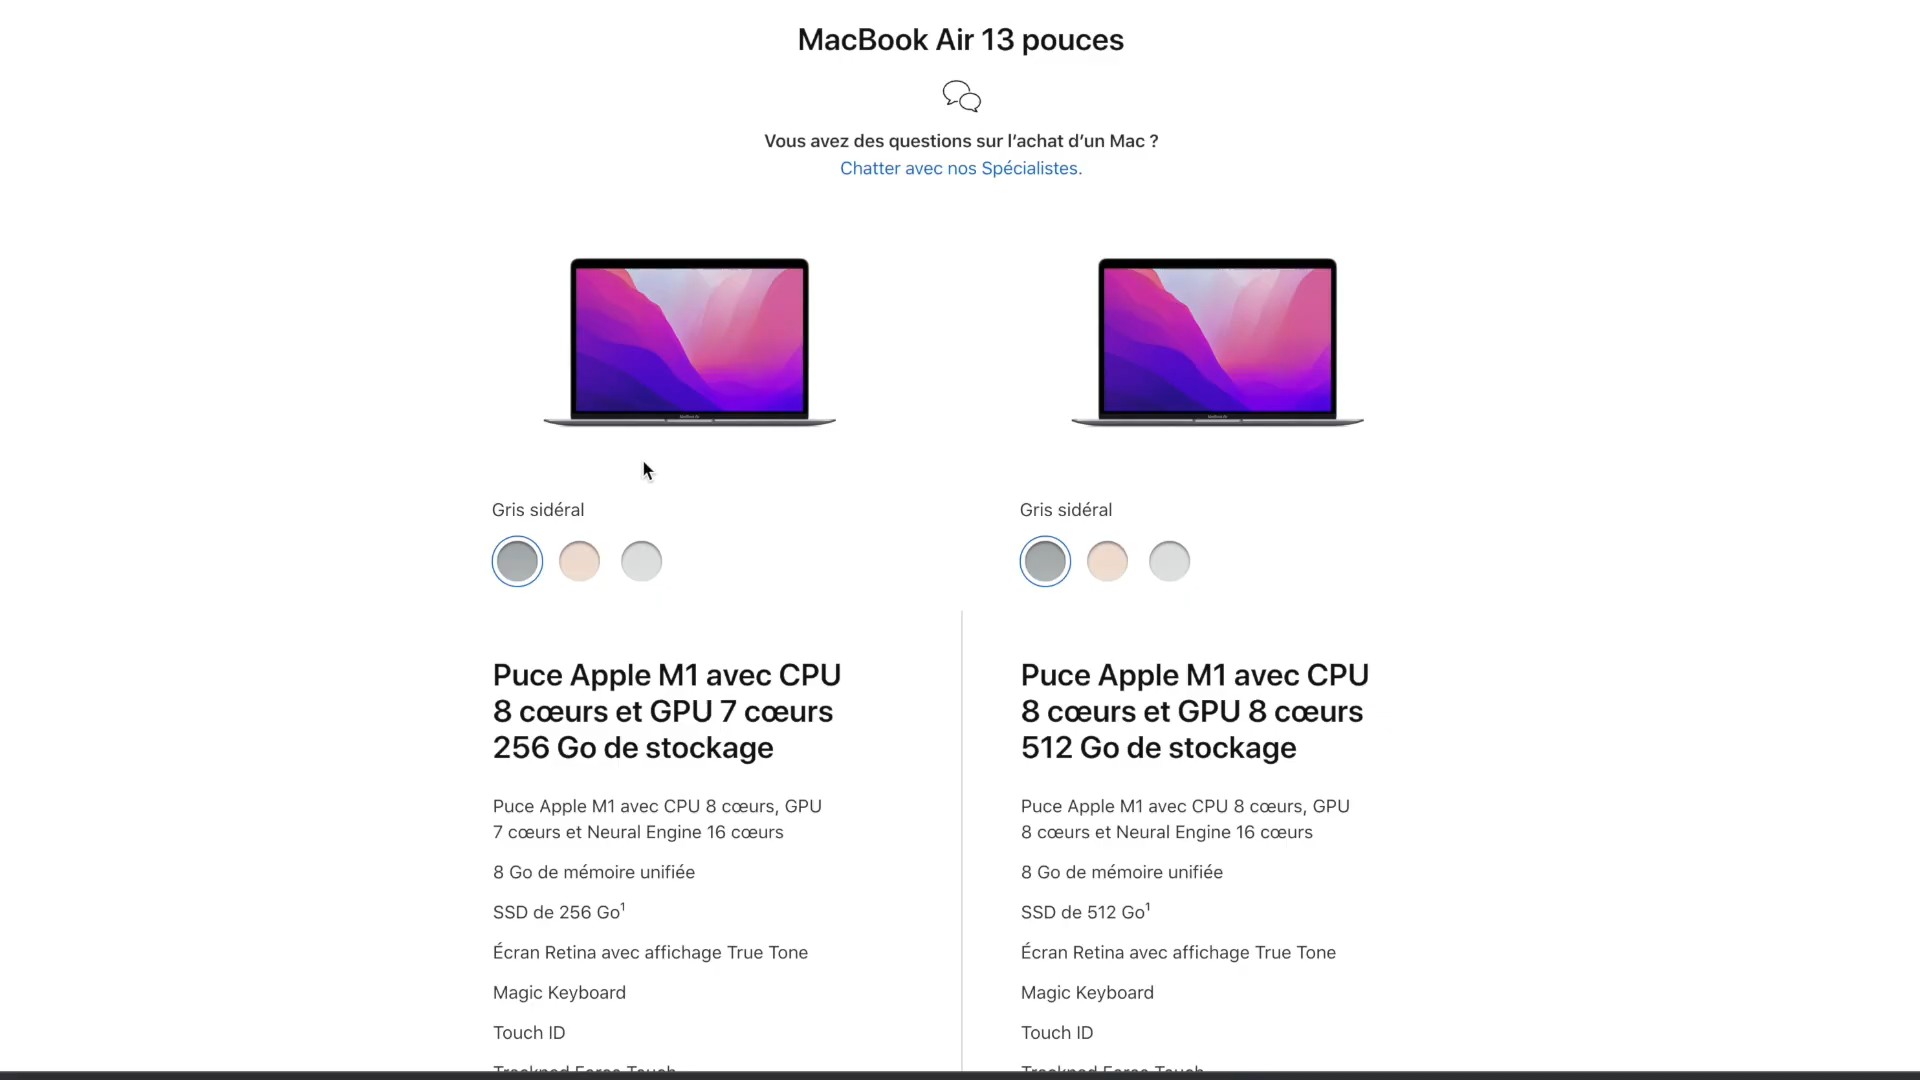 MacBook Air 13 pouces
Vous avez des questions sur l’achat d’un Mac ?
Chatter avec nos Spécialistes.
Gris sidéral
Puce Apple M1 avec CPU
8 cœurs et GPU 7 cœurs
256 Go de stockage
Puce Apple M1 avec CPU 8 cœurs, GPU
7 cœurs et Neural Engine 16 cœurs
8 Go de mémoire unifiée
SSD de 256 Go¹
Écran Retina avec affichage True Tone
Magic Keyboard
Touch ID
Trackpad Force Touch
Gris sidéral
Puce Apple M1 avec CPU
8 cœurs et GPU 8 cœurs
512 Go de stockage
Puce Apple M1 avec CPU 8 cœurs, GPU
8 cœurs et Neural Engine 16 cœurs
8 Go de mémoire unifiée
SSD de 512 Go¹
Écran Retina avec affichage True Tone
Magic Keyboard
Touch ID
Trackpad Force Touch